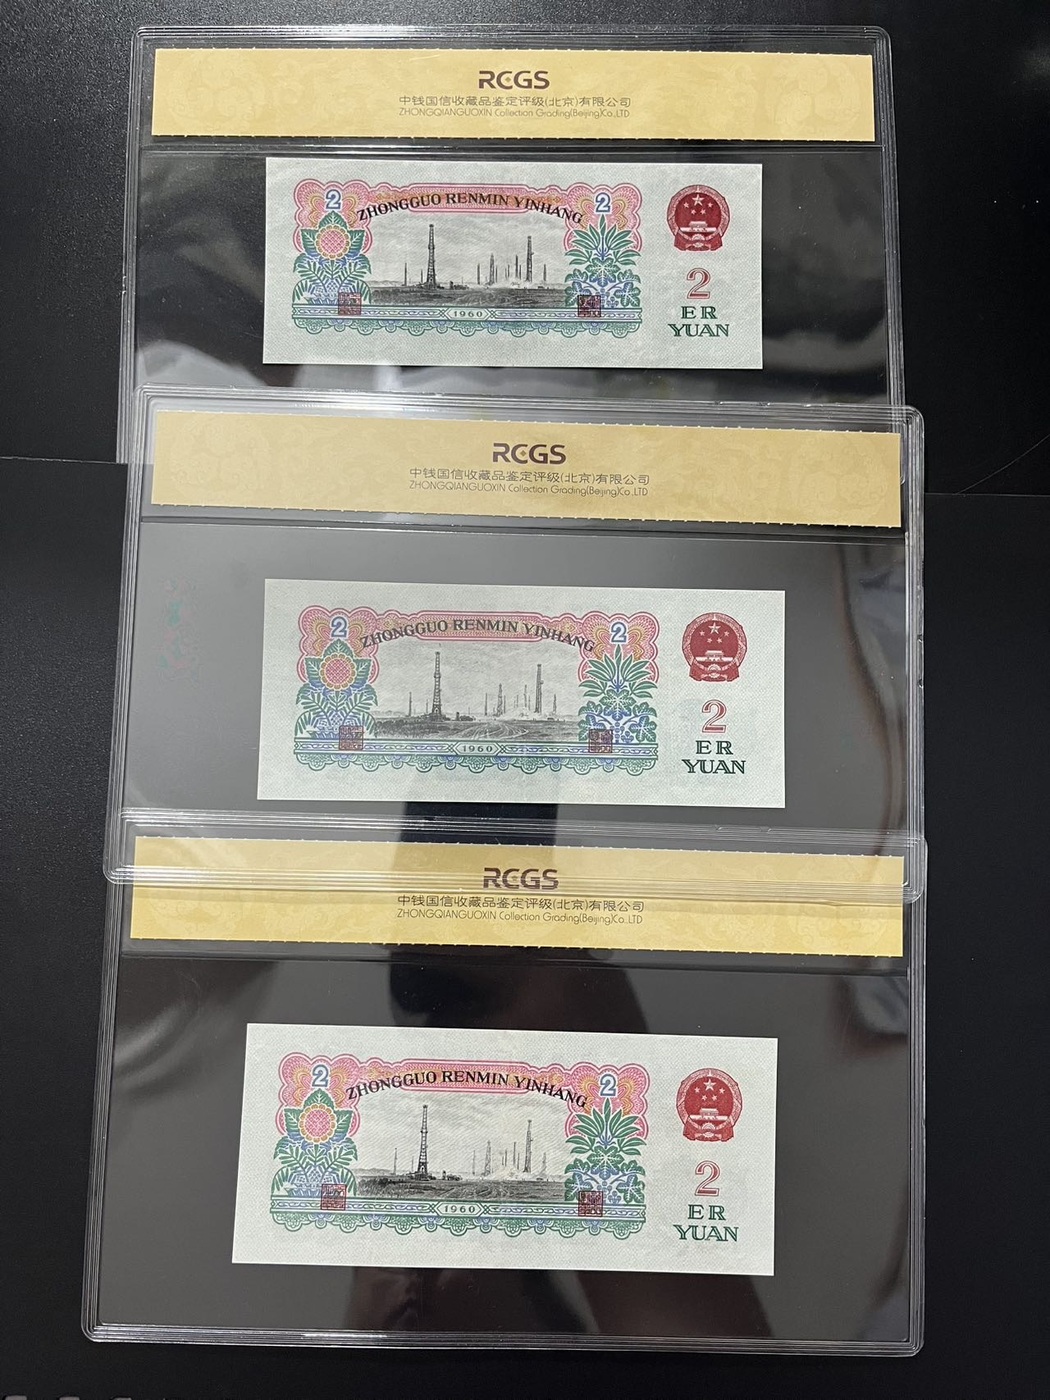 RCGS
中钱国信收藏品鉴定评级(北京)有限公司
ZHONGQIANGUOXIN Collection Grading(Beijing)Co.,LTD
2
ZHONGGUO RENMIN YINHANG
2
1960
2
ER
YUAN
RCGS
中钱国信收藏品鉴定评级(北京)有限公司
ZHONGQIANGUOXIN Collection Grading(Beijing)Co.,LTD
2
ZHONGGUO RENMIN YINHANG
2
1960
2
ER
YUAN
RCGS
中钱国信收藏品鉴定评级(北京)有限公司
ZHONGQIANGUOXIN Collection Grading(Beijing)Co.,LTD
2
ZHONGGUO RENMIN YINHANG
2
1960
2
ER
YUAN